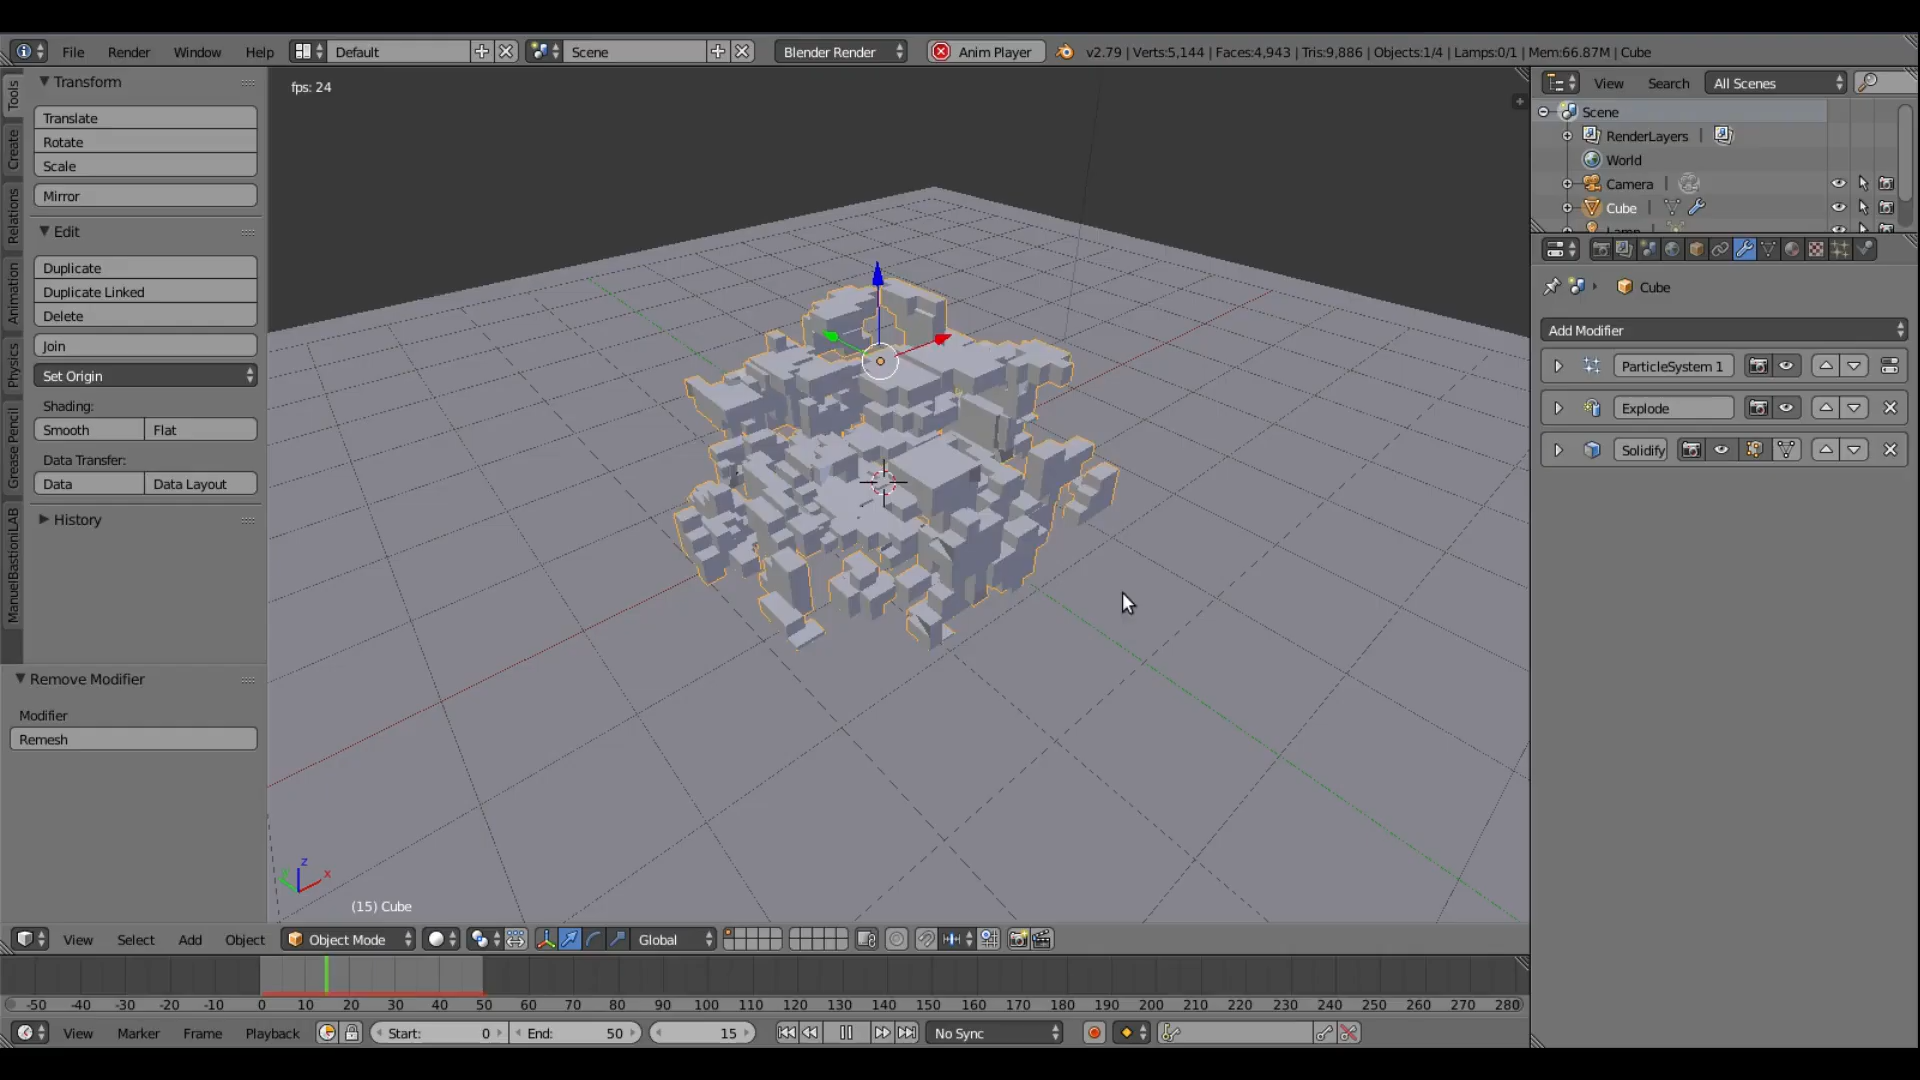 File Render Window Help Default Scene Blender Render Anim Player v2.79 | Verts:5,144 | Faces:4,943 | Tris:9,886 | Objects:1/4 | Lamps:0/1 | Mem:66.87M | Cube
Tools
Create
Relations
Animation
Physics
Grease Pencil
ManuelBastioniLAB
Transform
Translate
Rotate
Scale
Mirror
Edit
Duplicate
Duplicate Linked
Delete
Join
Set Origin
Shading:
Smooth Flat
Data Transfer:
Data Data Layout
History
Remove Modifier
Modifier
Remesh
fps: 24
z
x
(15) Cube
View Search All Scenes
Scene
RenderLayers
World
Camera
Cube
Lamp
Cube
Add Modifier
ParticleSystem 1
Explode
Solidify
View Select Add Object Object Mode Global
-50 -40 -30 -20 -10 0 10 20 30 40 50 60 70 80 90 100 110 120 130 140 150 160 170 180 190 200 210 220 230 240 250 260 270 280
View Marker Frame Playback Start: 0 End: 50 15 No Sync